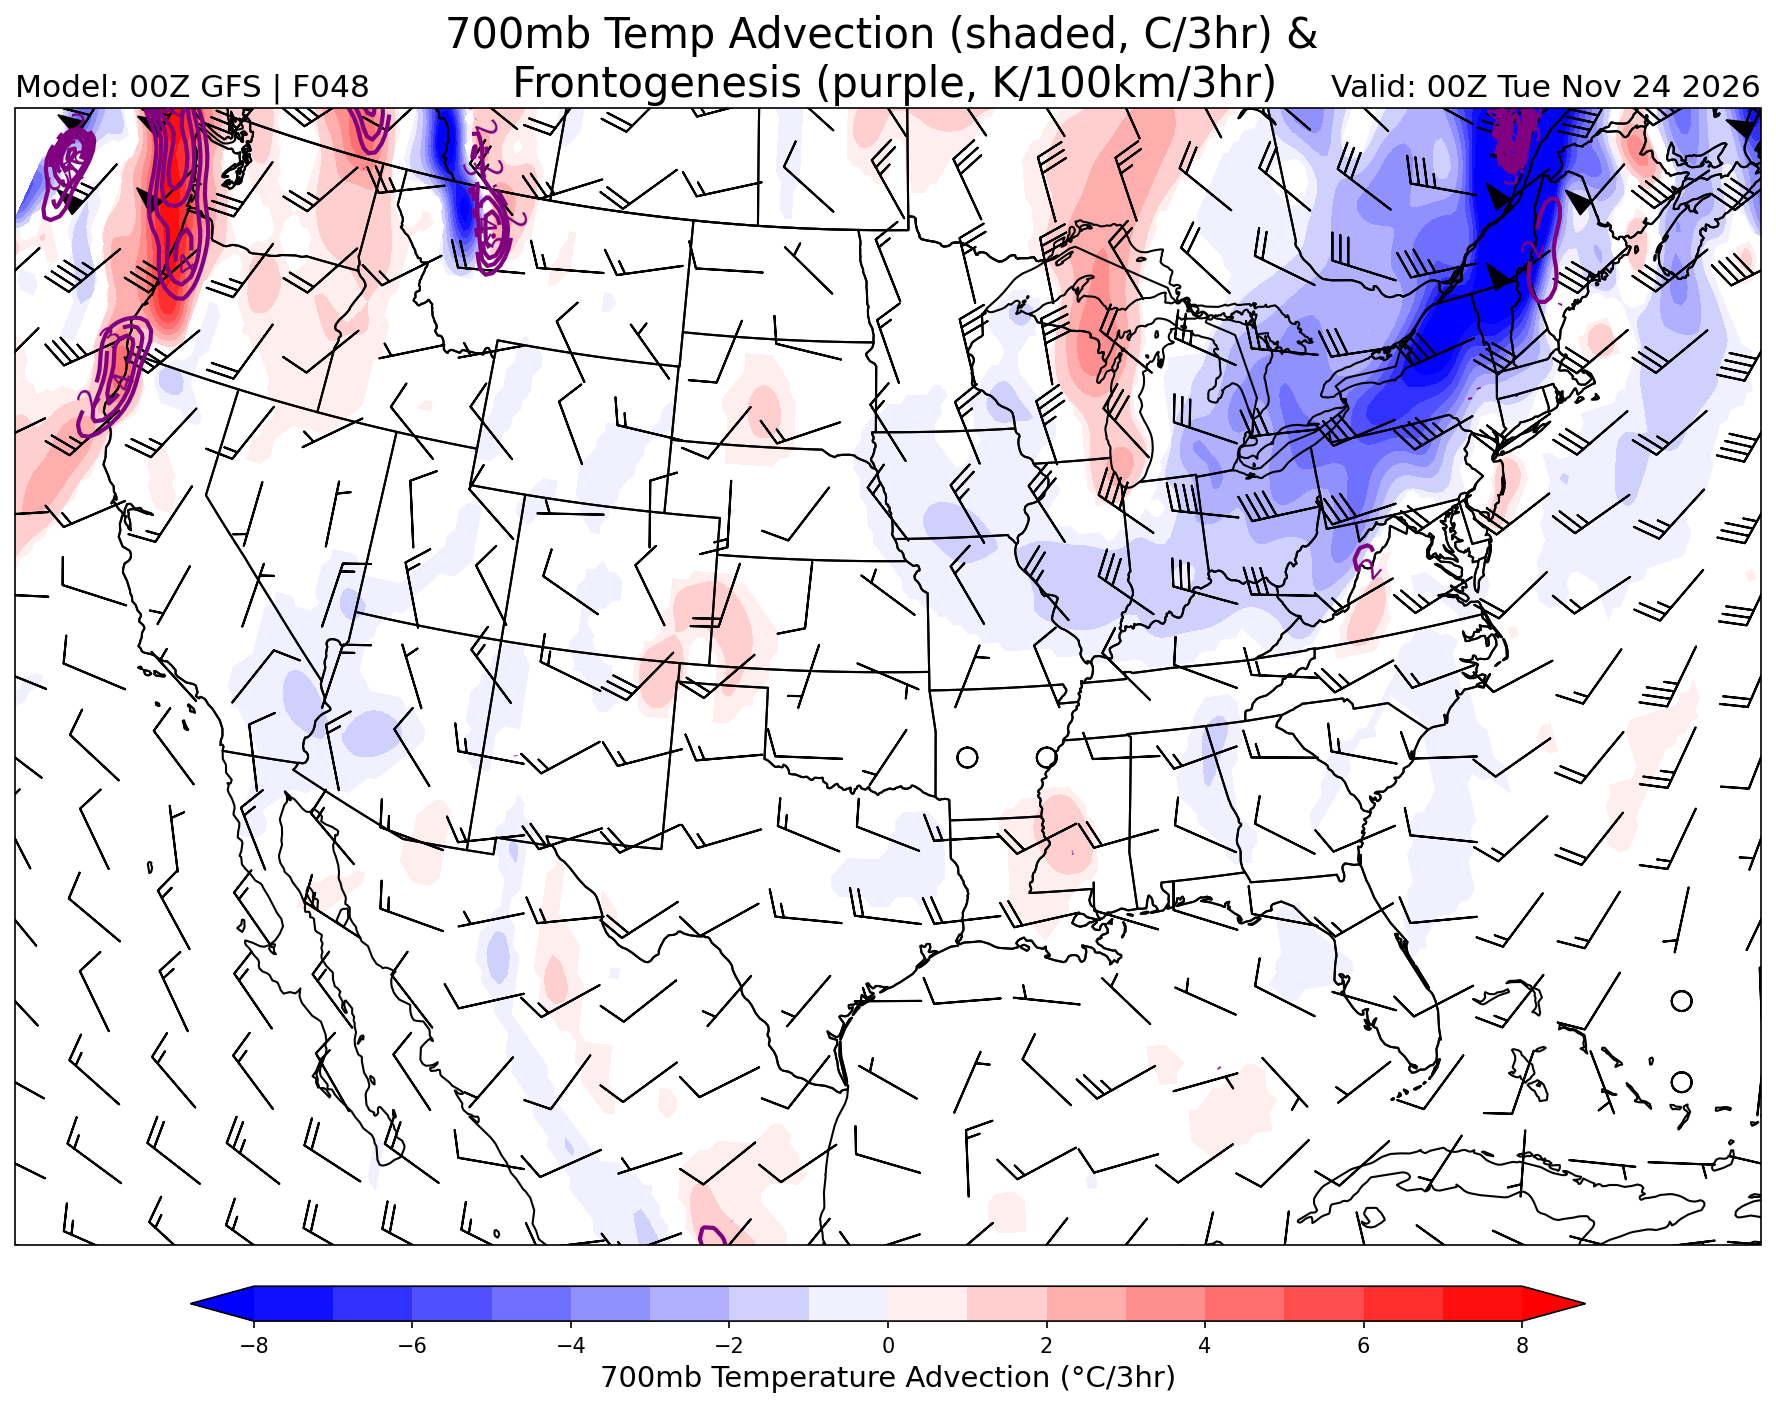 700mb Temp Advection (shaded, C/3hr) &
Frontogenesis (purple, K/100km/3hr)
Model: 00Z GFS | F048
Valid: 00Z Tue Nov 24 2026
−8 −6 −4 −2 0 2 4 6 8
700mb Temperature Advection (°C/3hr)